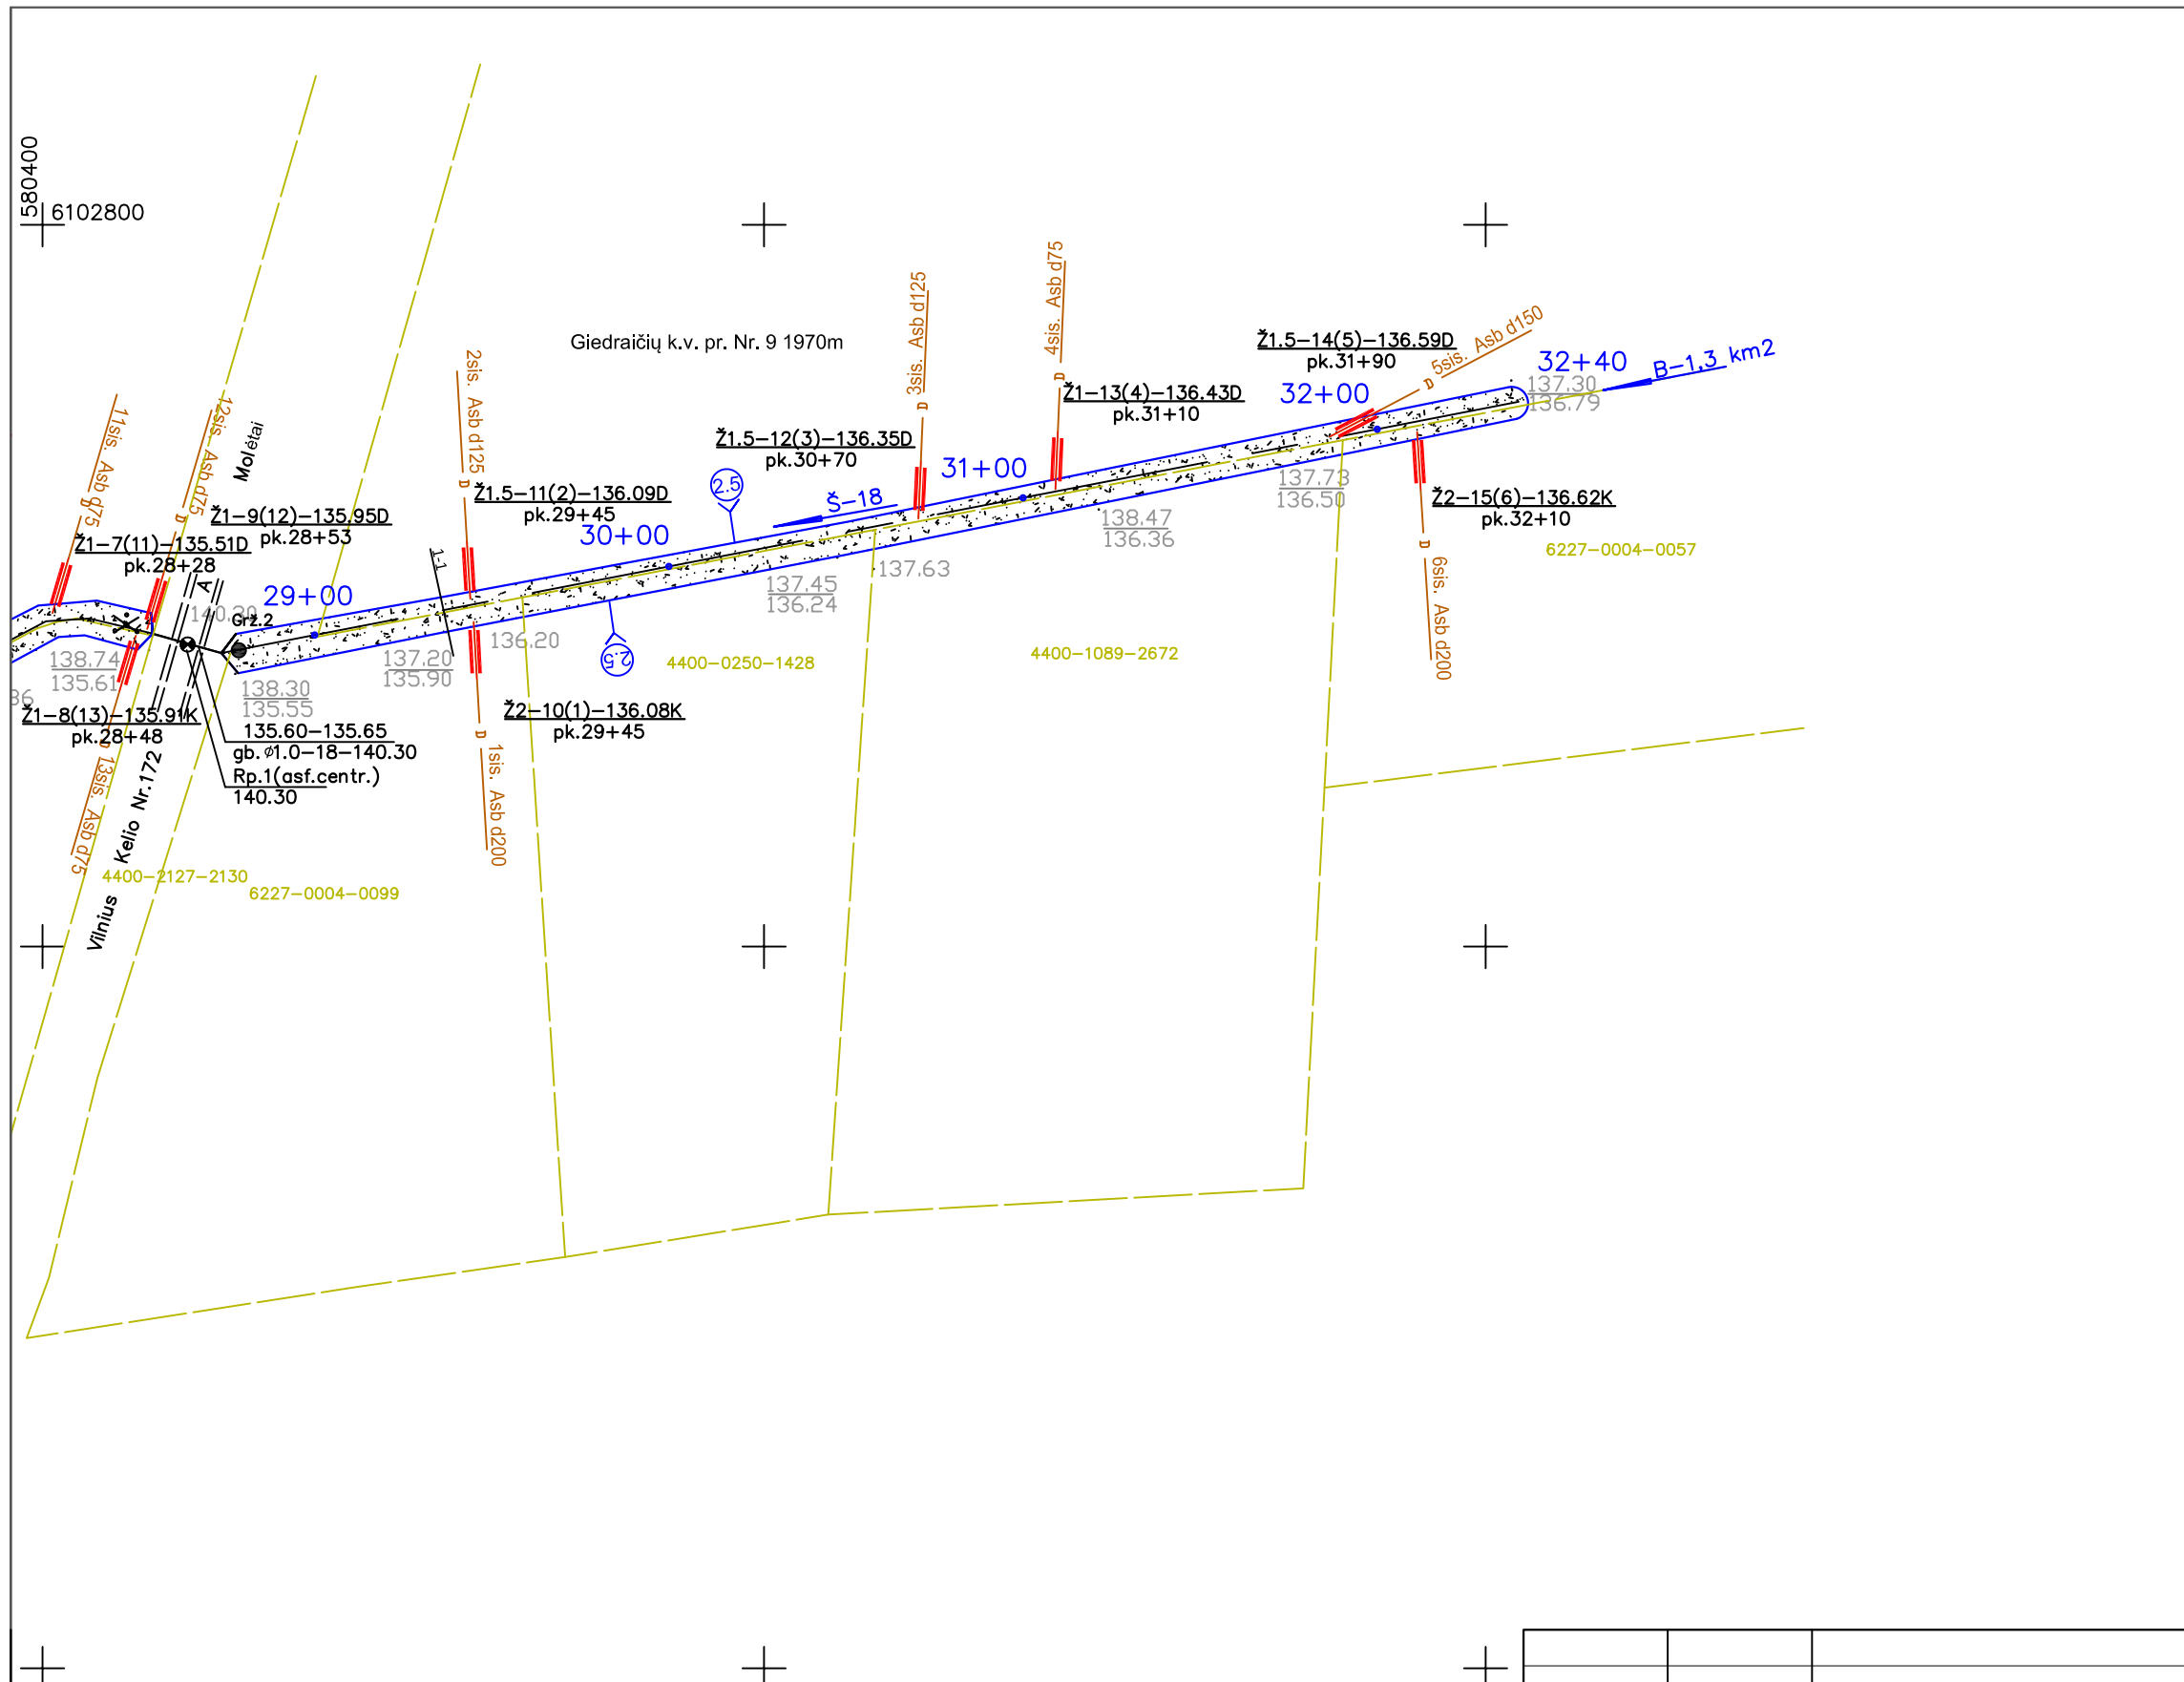 580400
6102800
Giedraičių k.v. pr. Nr. 9 1970m
11sis. Asb d75
D
12sis. Asb d75
D
Molėtai
2sis. Asb d125
D
3sis. Asb d125
D
4sis. Asb d75
D
5sis. Asb d150
D
Ž1.5-14(5)-136.59D
pk.31+90
32+40
B-1,3 km2
137.30
136.79
32+00
Ž1-13(4)-136.43D
pk.31+10
Ž1.5-12(3)-136.35D
pk.30+70
31+00
2.5
Š-18
Ž1.5-11(2)-136.09D
pk.29+45
30+00
Ž1-9(12)-135.95D
pk.28+53
Ž1-7(11)-135.51D
pk.28+28
A
1-1
29+00
140.30
Grž.2
137.73
136.50
Ž2-15(6)-136.62K
pk.32+10
138.47
136.36
6227-0004-0057
137.63
137.45
136.24
D
6sis. Asb d200
136.20
2.5
4400-0250-1428
4400-1089-2672
137.20
135.90
138.74
135.61
138.30
135.55
36
Ž1-8(13)-135.91K
pk.28+48
Ž2-10(1)-136.08K
pk.29+45
135.60-135.65
gb.⌀1.0-18-140.30
Rp.1(asf.centr.)
140.30
D
13sis. Asb d75
D
1sis. Asb d200
Vilnius
Kelio Nr.172
4400-2127-2130
6227-0004-0099